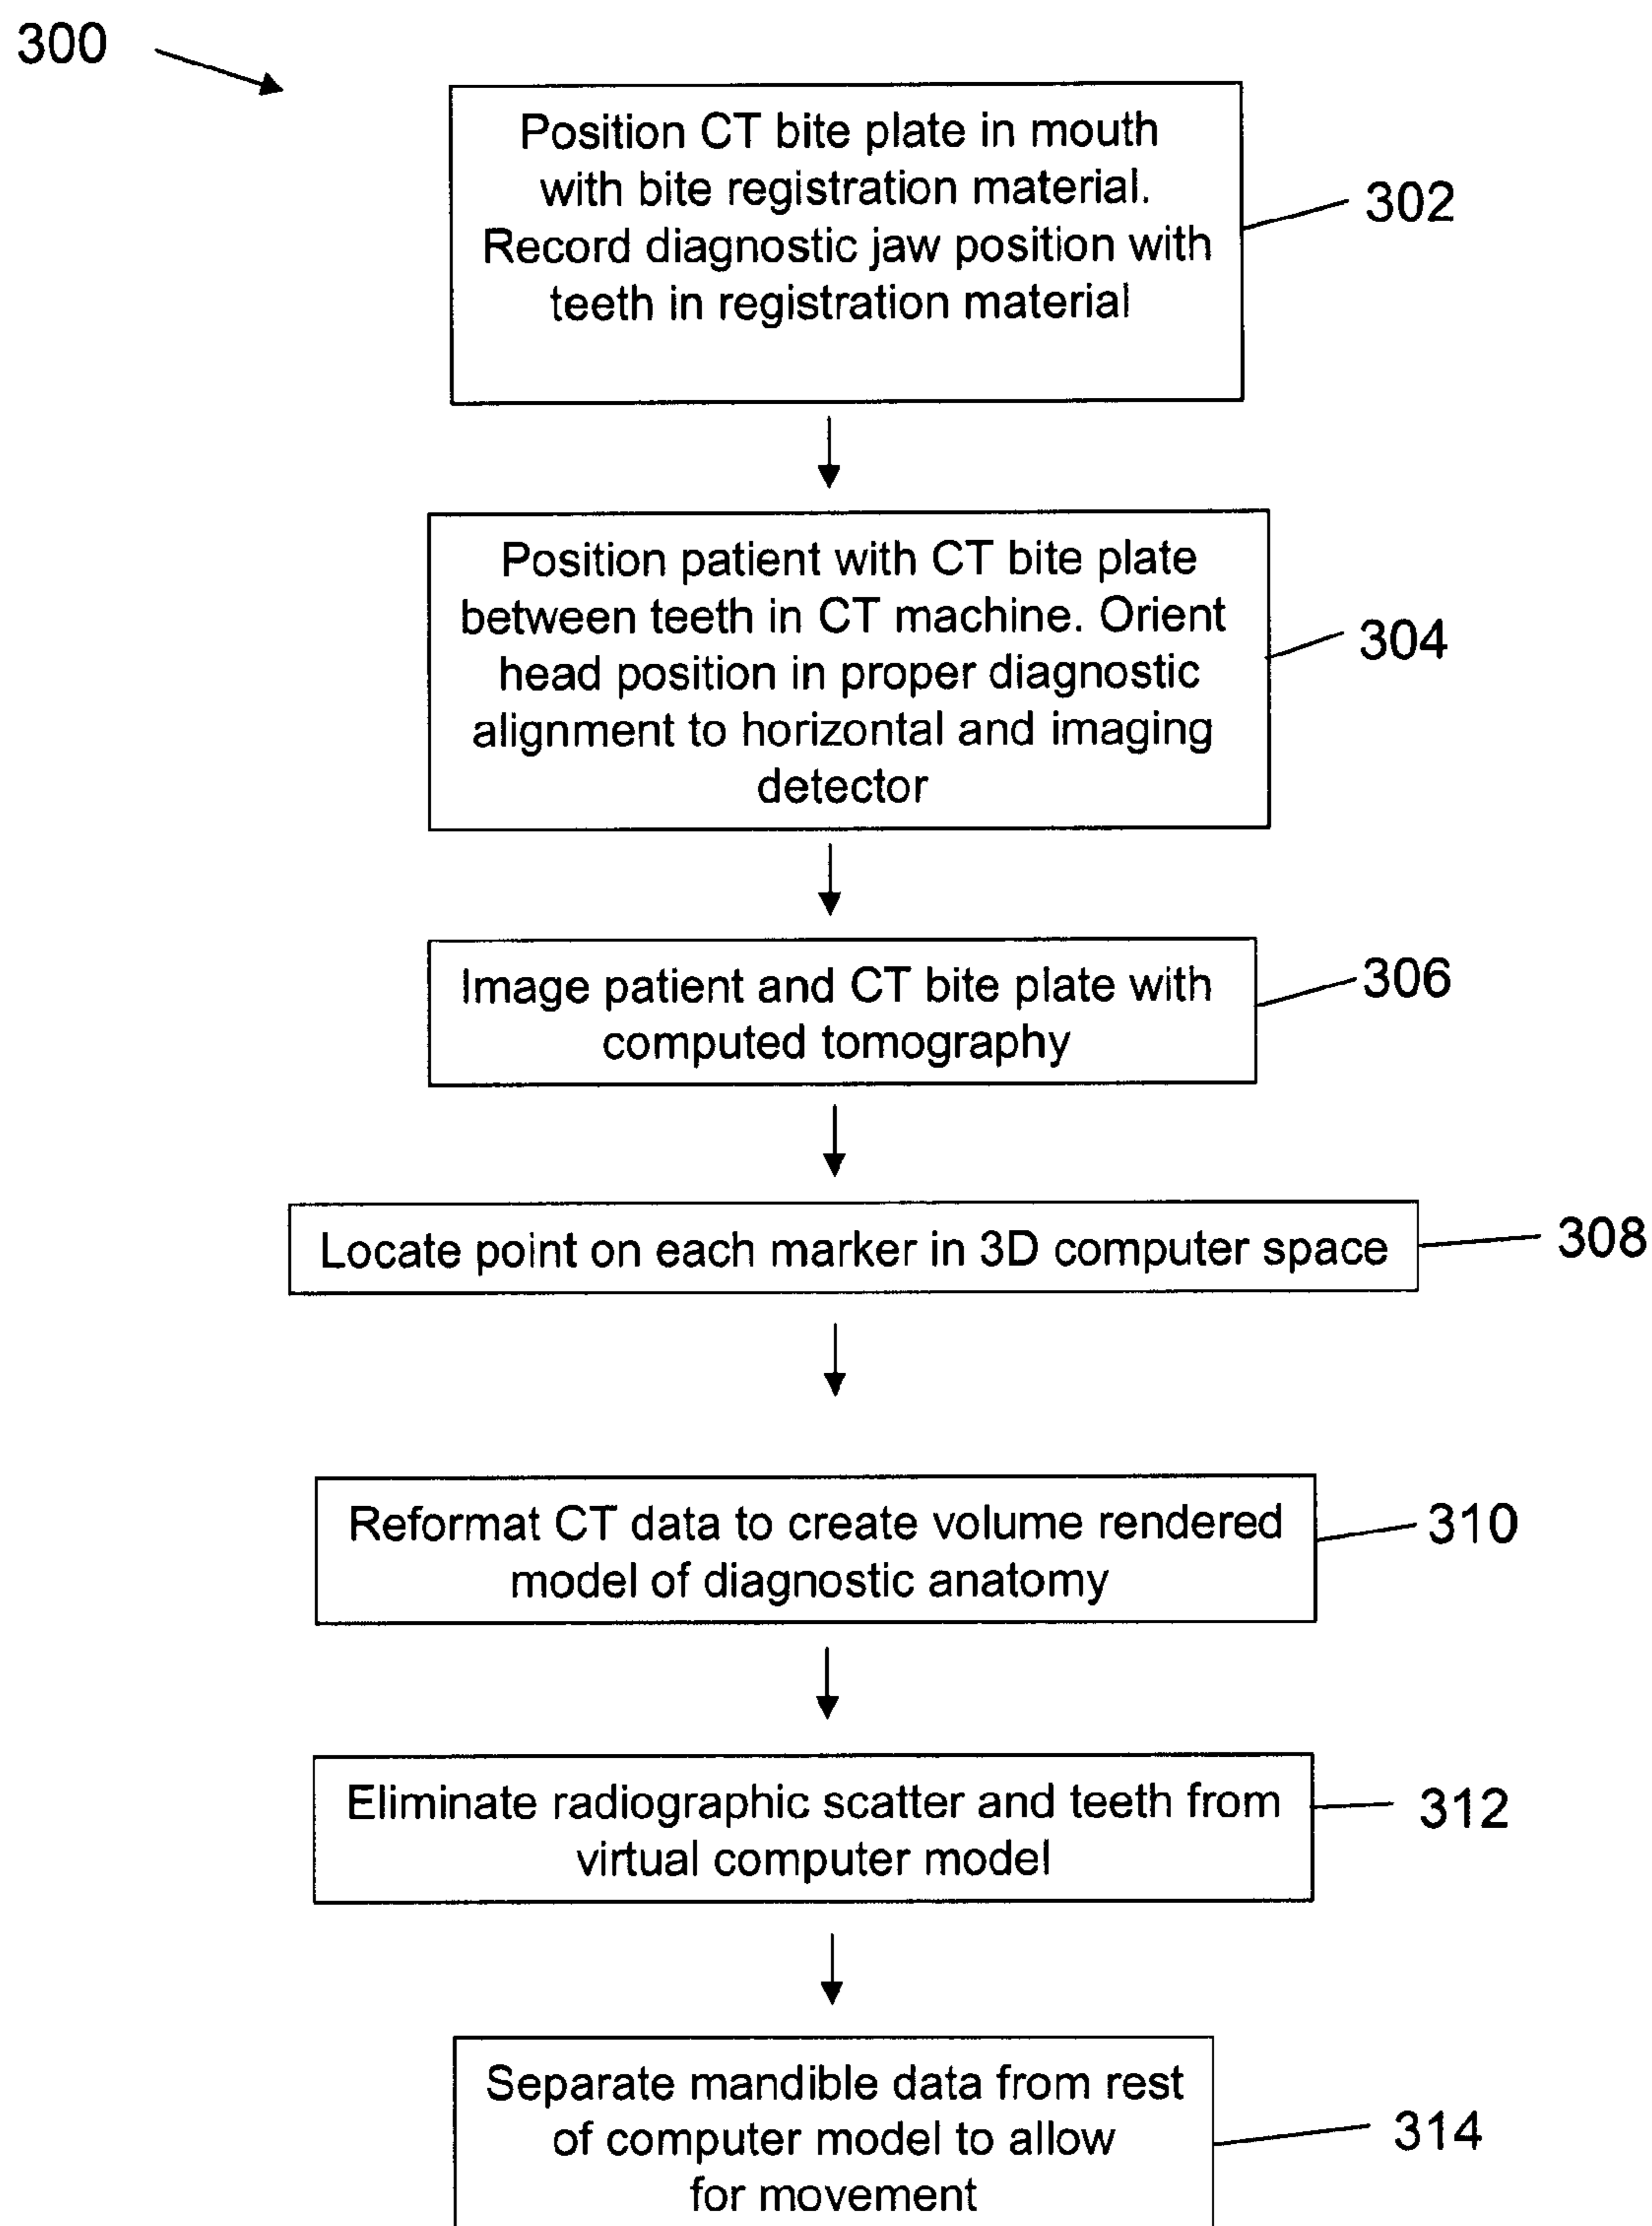 300
Position CT bite plate in mouth
with bite registration material.
Record diagnostic jaw position with
teeth in registration material
302
Position patient with CT bite plate
between teeth in CT machine. Orient
head position in proper diagnostic
alignment to horizontal and imaging
detector
304
Image patient and CT bite plate with
computed tomography
306
Locate point on each marker in 3D computer space
308
Reformat CT data to create volume rendered
model of diagnostic anatomy
310
Eliminate radiographic scatter and teeth from
virtual computer model
312
Separate mandible data from rest
of computer model to allow
for movement
314